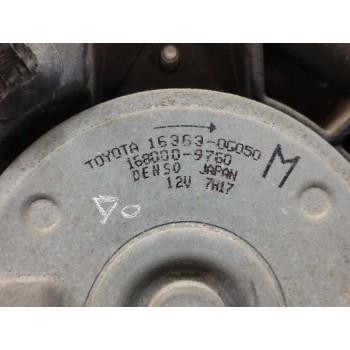 TOYOTA 16363-0G050
168000-9760
DENSO JAPAN
12V 7H17
M